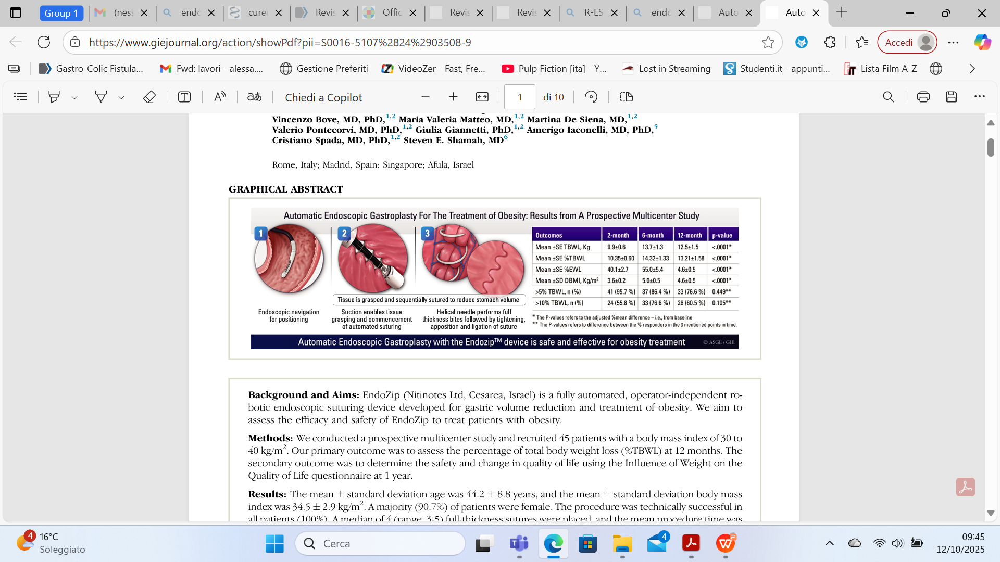 Group 1
(ness
endo
cure
Revis
Offic
Revis
Revis
R-ES
endo
Auto
Auto
https://www.giejournal.org/action/showPdf?pii=S0016-5107%2824%2903508-9
Accedi
Gastro-Colic Fistula...
Fwd: lavori - alessa....
Gestione Preferiti
VideoZer - Fast, Fre...
Pulp Fiction [ita] - Y...
Lost in Streaming
Studenti.it - appunti...
Lista Film A-Z
Chiedi a Copilot
1 di 10
Vincenzo Bove, MD, PhD,1,2 Maria Valeria Matteo, MD,1,2 Martina De Siena, MD,1,2
Valerio Pontecorvi, MD, PhD,1,2 Giulia Giannetti, PhD,1,2 Amerigo Iaconelli, MD, PhD,5
Cristiano Spada, MD, PhD,1,2 Steven E. Shamah, MD6
Rome, Italy; Madrid, Spain; Singapore; Afula, Israel
GRAPHICAL ABSTRACT
Automatic Endoscopic Gastroplasty For The Treatment of Obesity: Results from A Prospective Multicenter Study
1
2
3
Tissue is grasped and sequentially sutured to reduce stomach volume
Endoscopic navigation
for positioning
Suction enables tissue
grasping and commencement
of automated suturing
Helical needle performs full
thickness bites followed by tightening,
apposition and ligation of suture
Outcomes 2-month 6-month 12-month p-value
Mean ±SE TBWL, Kg 9.9±0.6 13.7±1.3 12.5±1.5 <.0001*
Mean ±SE %TBWL 10.35±0.60 14.32±1.33 13.21±1.58 <.0001*
Mean ±SE %EWL 40.1±2.7 55.0±5.4 4.6±0.5 <.0001*
Mean ±SD DBMI, Kg/m² 3.6±0.2 5.0±0.5 4.6±0.5 <.0001*
>5% TBWL, n (%) 41 (95.7 %) 37 (86.4 %) 33 (76.6 %) 0.449**
>10% TBWL, n (%) 24 (55.8 %) 33 (76.6 %) 26 (60.5 %) 0.105**
* The P-values refers to the adjusted %mean difference – i.e., from baseline
** The P-values refers to difference between the % responders in the 3 mentioned points in time.
Automatic Endoscopic Gastroplasty with the Endozip™ device is safe and effective for obesity treatment
© ASGE / GIE
Background and Aims: EndoZip (Nitinotes Ltd, Cesarea, Israel) is a fully automated, operator-independent ro-
botic endoscopic suturing device developed for gastric volume reduction and treatment of obesity. We aim to
assess the efficacy and safety of EndoZip to treat patients with obesity.
Methods: We conducted a prospective multicenter study and recruited 45 patients with a body mass index of 30 to
40 kg/m². Our primary outcome was to assess the percentage of total body weight loss (%TBWL) at 12 months. The
secondary outcome was to determine the safety and change in quality of life using the Influence of Weight on the
Quality of Life questionnaire at 1 year.
Results: The mean ± standard deviation age was 44.2 ± 8.8 years, and the mean ± standard deviation body mass
index was 34.5 ± 2.9 kg/m². A majority (90.7%) of patients were female. The procedure was technically successful in
all patients (100%). A median of 4 (range, 3-5) full-thickness sutures were placed, and the mean procedure time was
4
16°C
Soleggiato
Cerca
4
09:45
12/10/2025